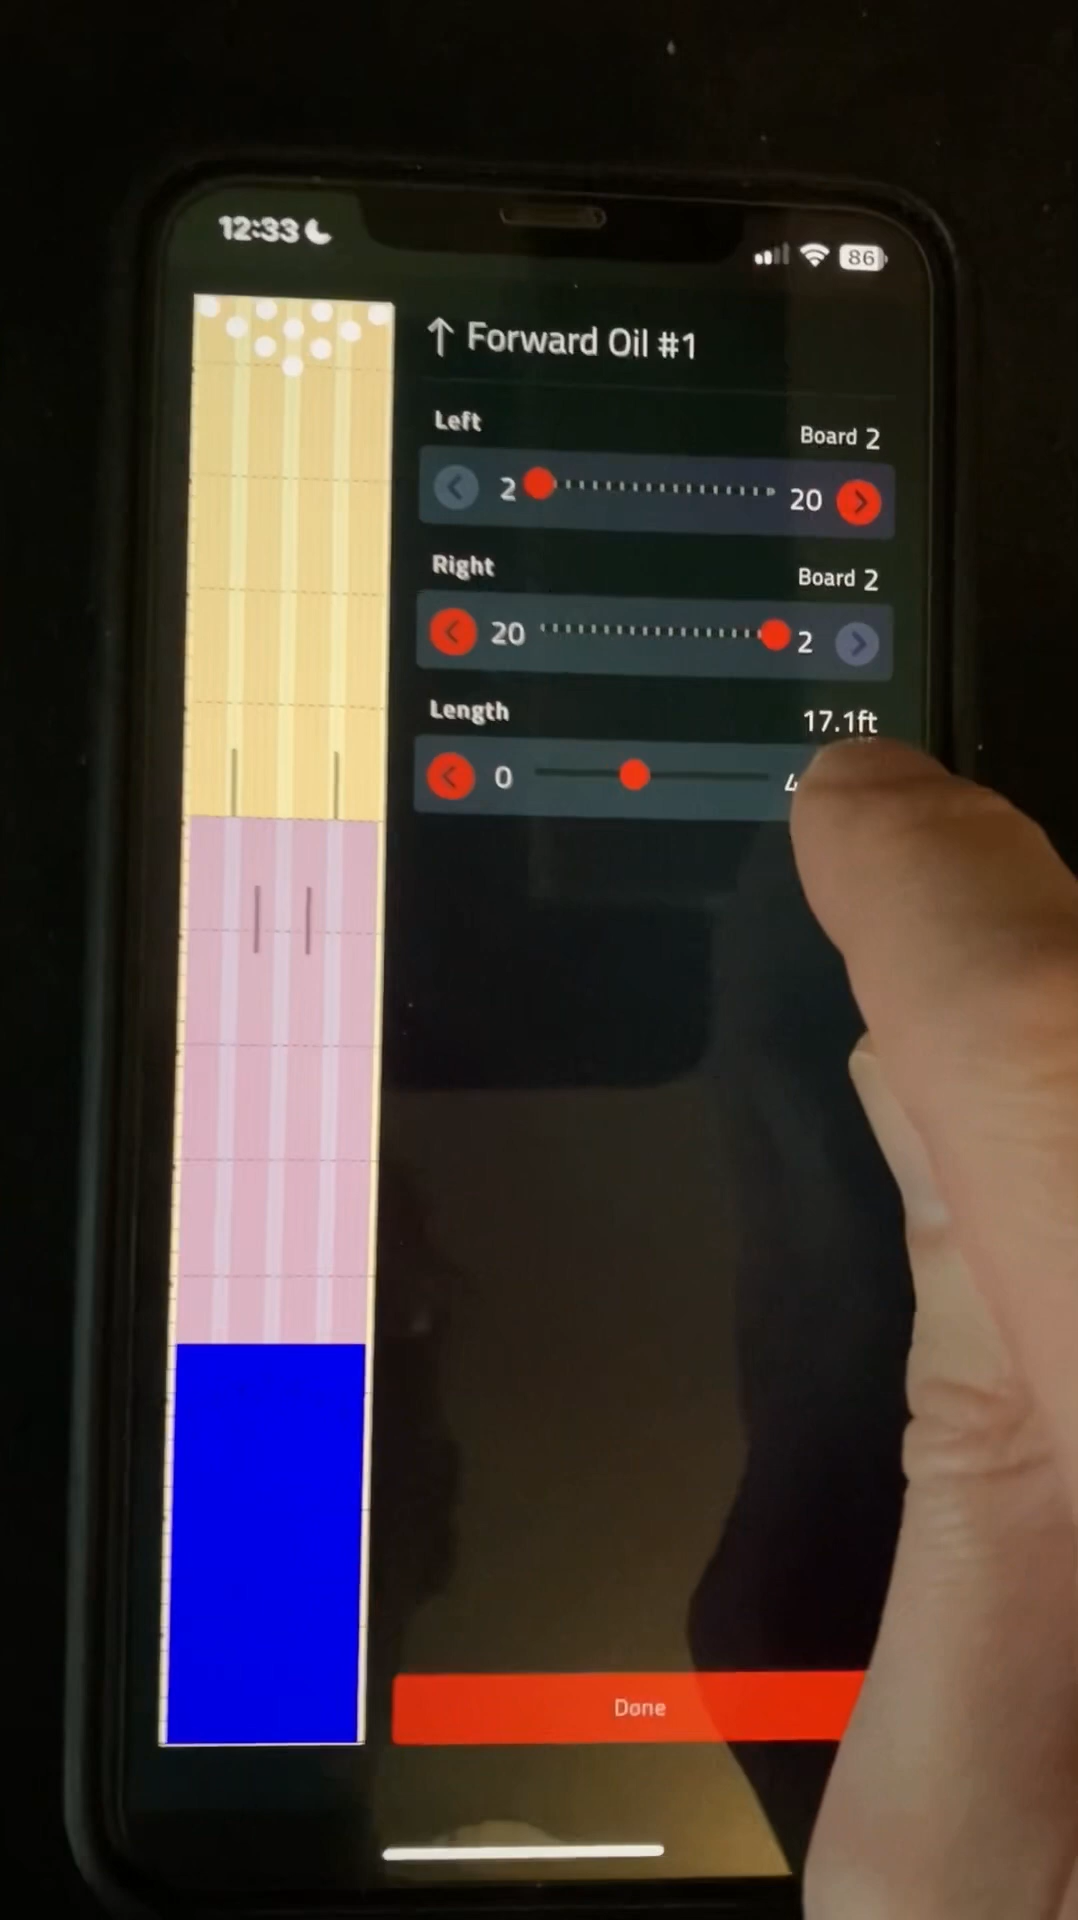 12:33
86
↑ Forward Oil #1
Left Board 2
2 20
Right Board 2
20 2
Length 17.1ft
0
Done